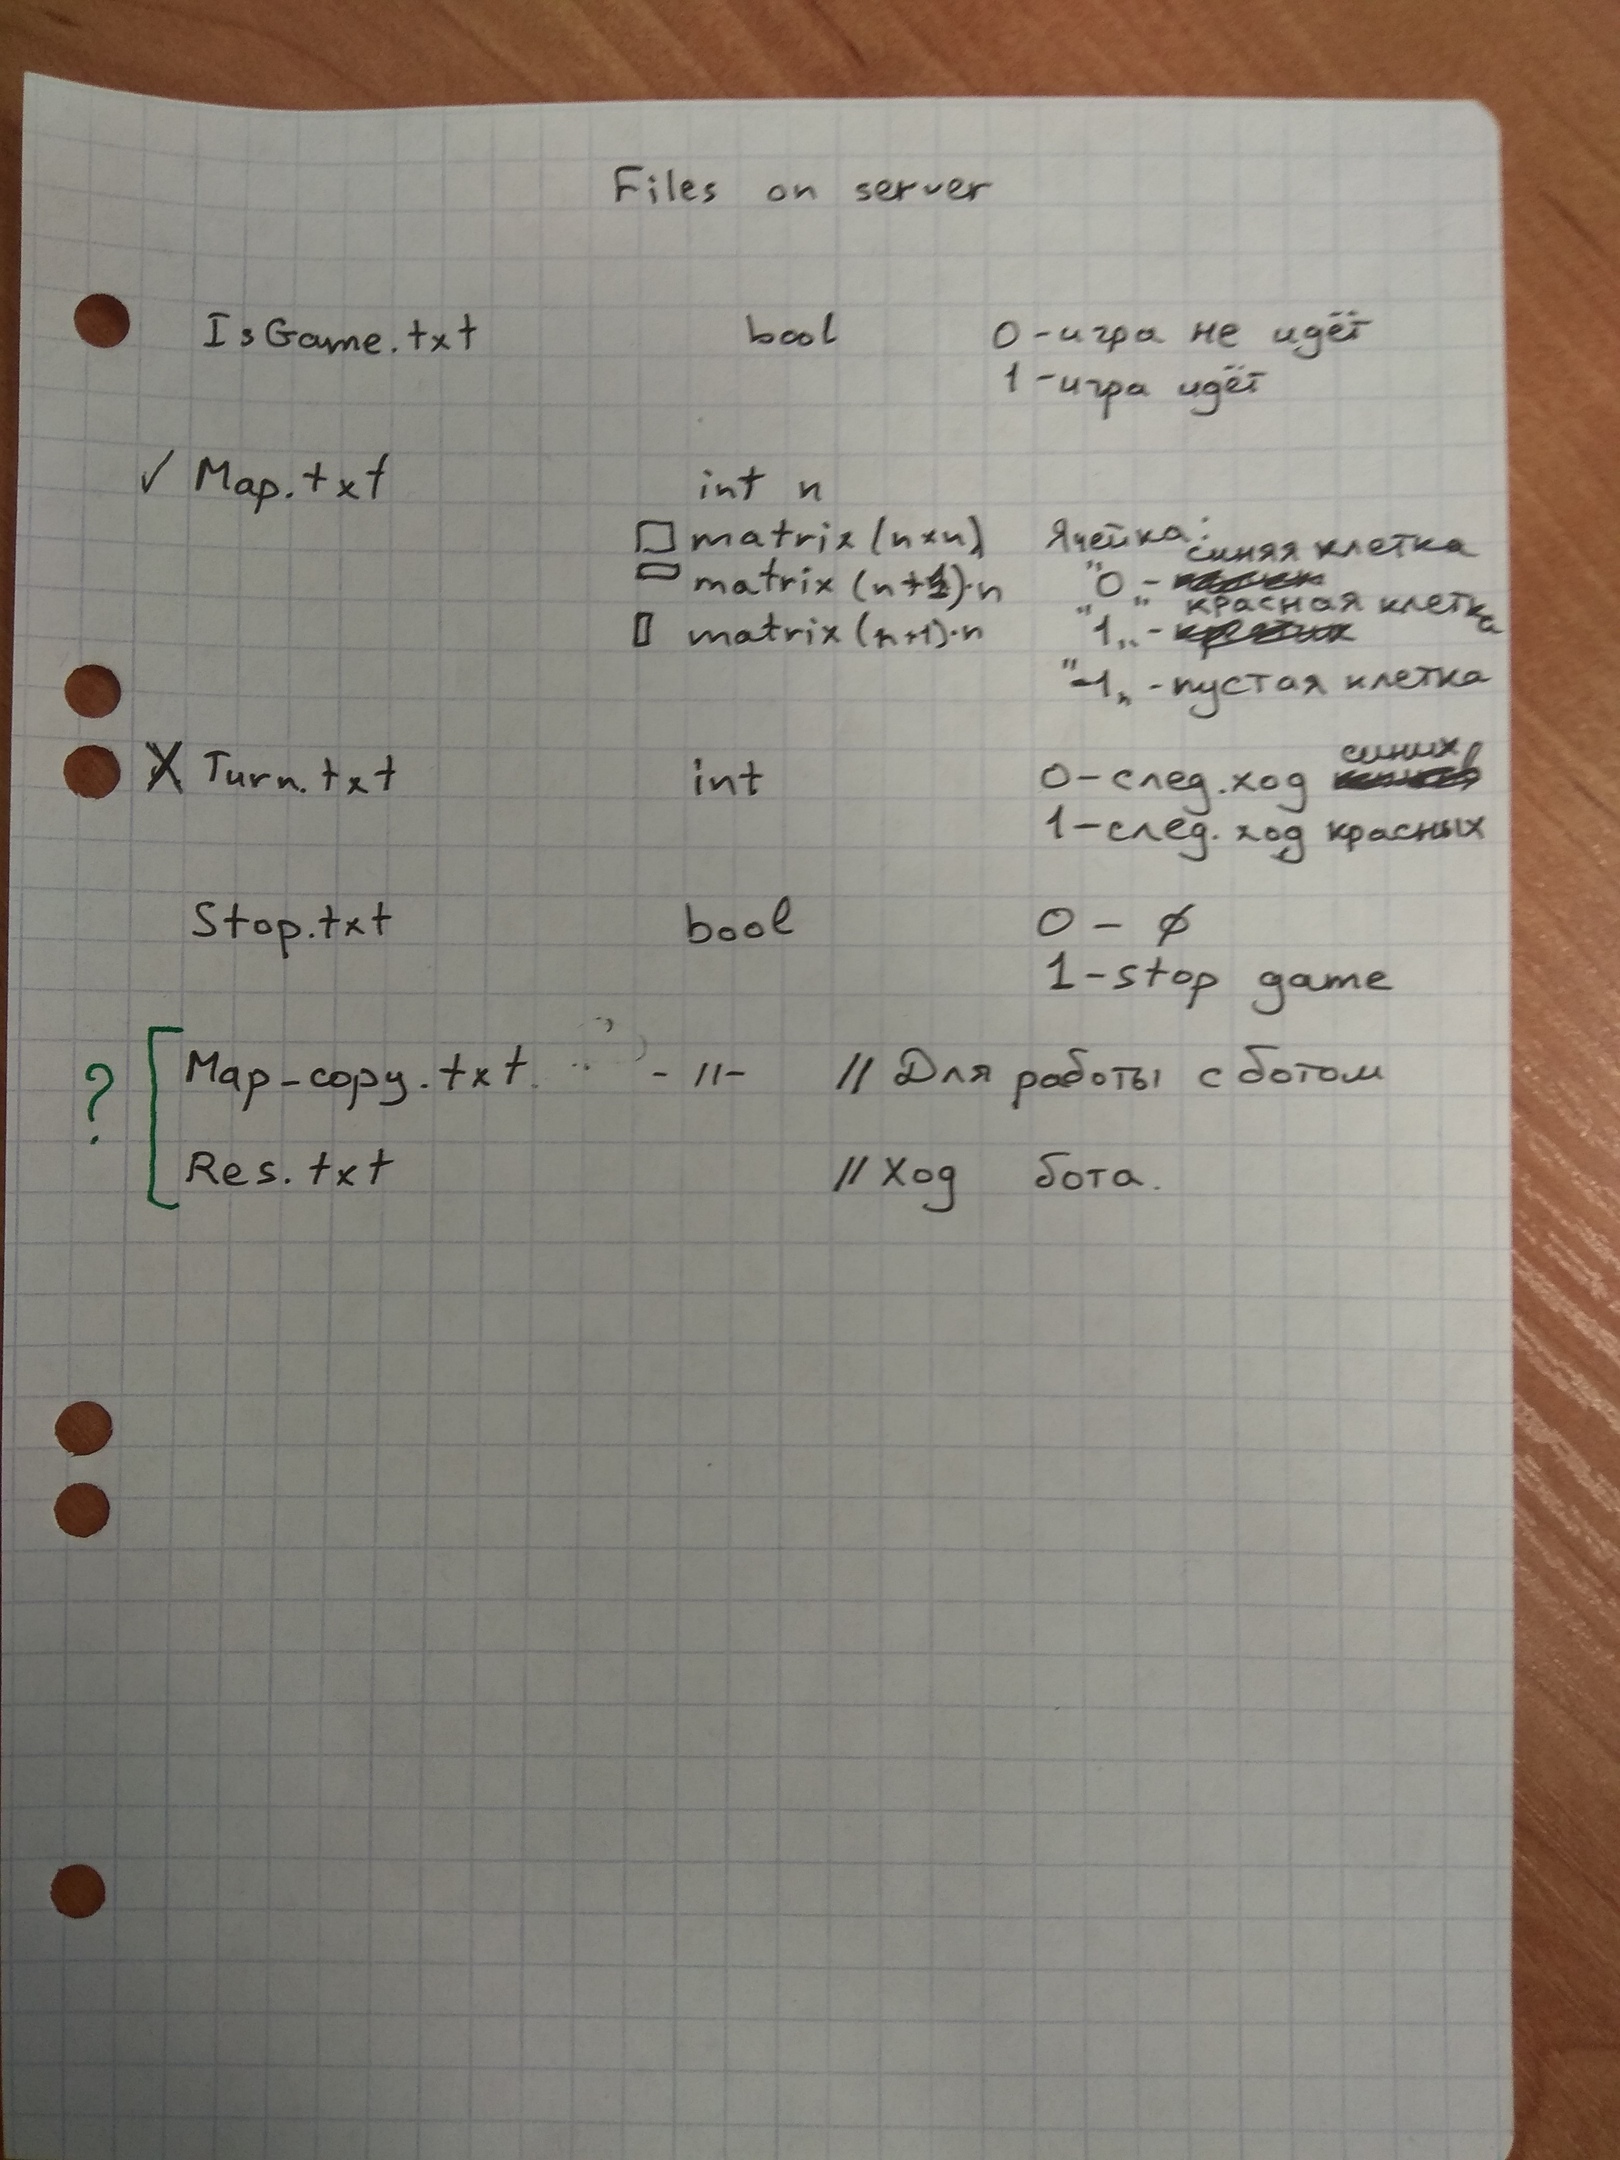 Files on server
IsGame.txt bool 0 - игра не идёт
1 - игра идёт
✓ Map.txt int n
matrix (n×n) Ячейка:
синяя клетка
matrix (n+1)·n "0 -
красная клетка
matrix (n+1)·n "1„ -
"-1„ - пустая клетка
X Turn.txt int 0 - след. ход синих
1 - след. ход красных
Stop.txt bool 0 - ∅
1 - stop game
? Map_copy.txt - 11 - // Для работы с ботом
Res.txt // Ход бота.